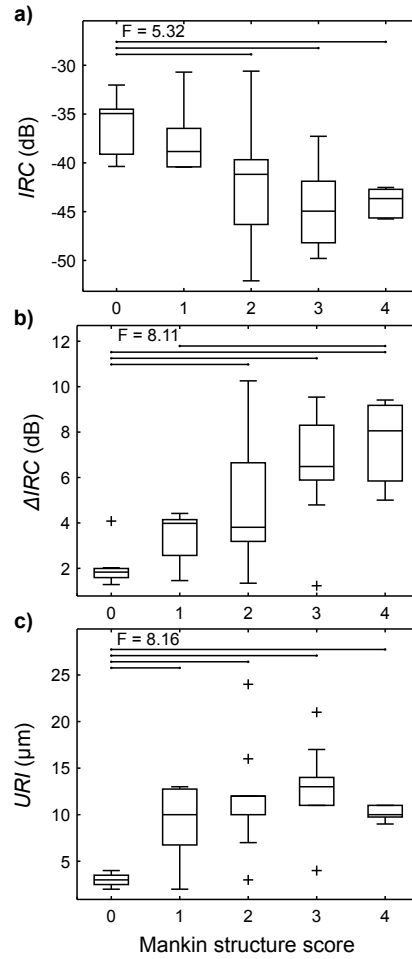 a)
F = 5.32
-30
-35
-40
-45
-50
IRC (dB)
0 1 2 3 4
b)
F = 8.11
12
10
8
6
4
2
ΔIRC (dB)
0 1 2 3 4
c)
F = 8.16
25
20
15
10
5
URI (µm)
0 1 2 3 4
Mankin structure score